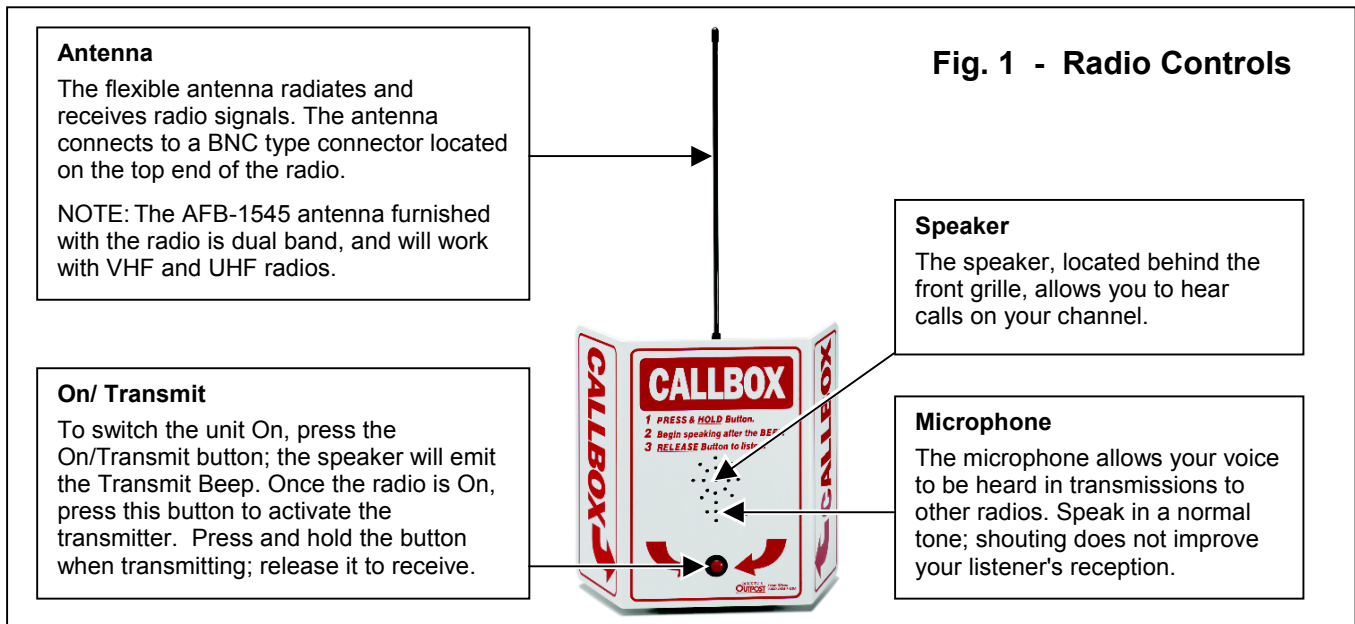 Fig. 1 - Radio Controls
Antenna
The flexible antenna radiates and
receives radio signals. The antenna
connects to a BNC type connector located
on the top end of the radio.
NOTE: The AFB-1545 antenna furnished
with the radio is dual band, and will work
with VHF and UHF radios.
Speaker
The speaker, located behind the
front grille, allows you to hear
calls on your channel.
On/ Transmit
To switch the unit On, press the
On/Transmit button; the speaker will emit
the Transmit Beep. Once the radio is On,
press this button to activate the
transmitter. Press and hold the button
when transmitting; release it to receive.
Microphone
The microphone allows your voice
to be heard in transmissions to
other radios. Speak in a normal
tone; shouting does not improve
your listener's reception.
CALLBOX
CALLBOX
1 PRESS & HOLD Button.
2 Begin speaking after the BEEP.
3 RELEASE Button to listen.
CALLBOX
OUTPOST